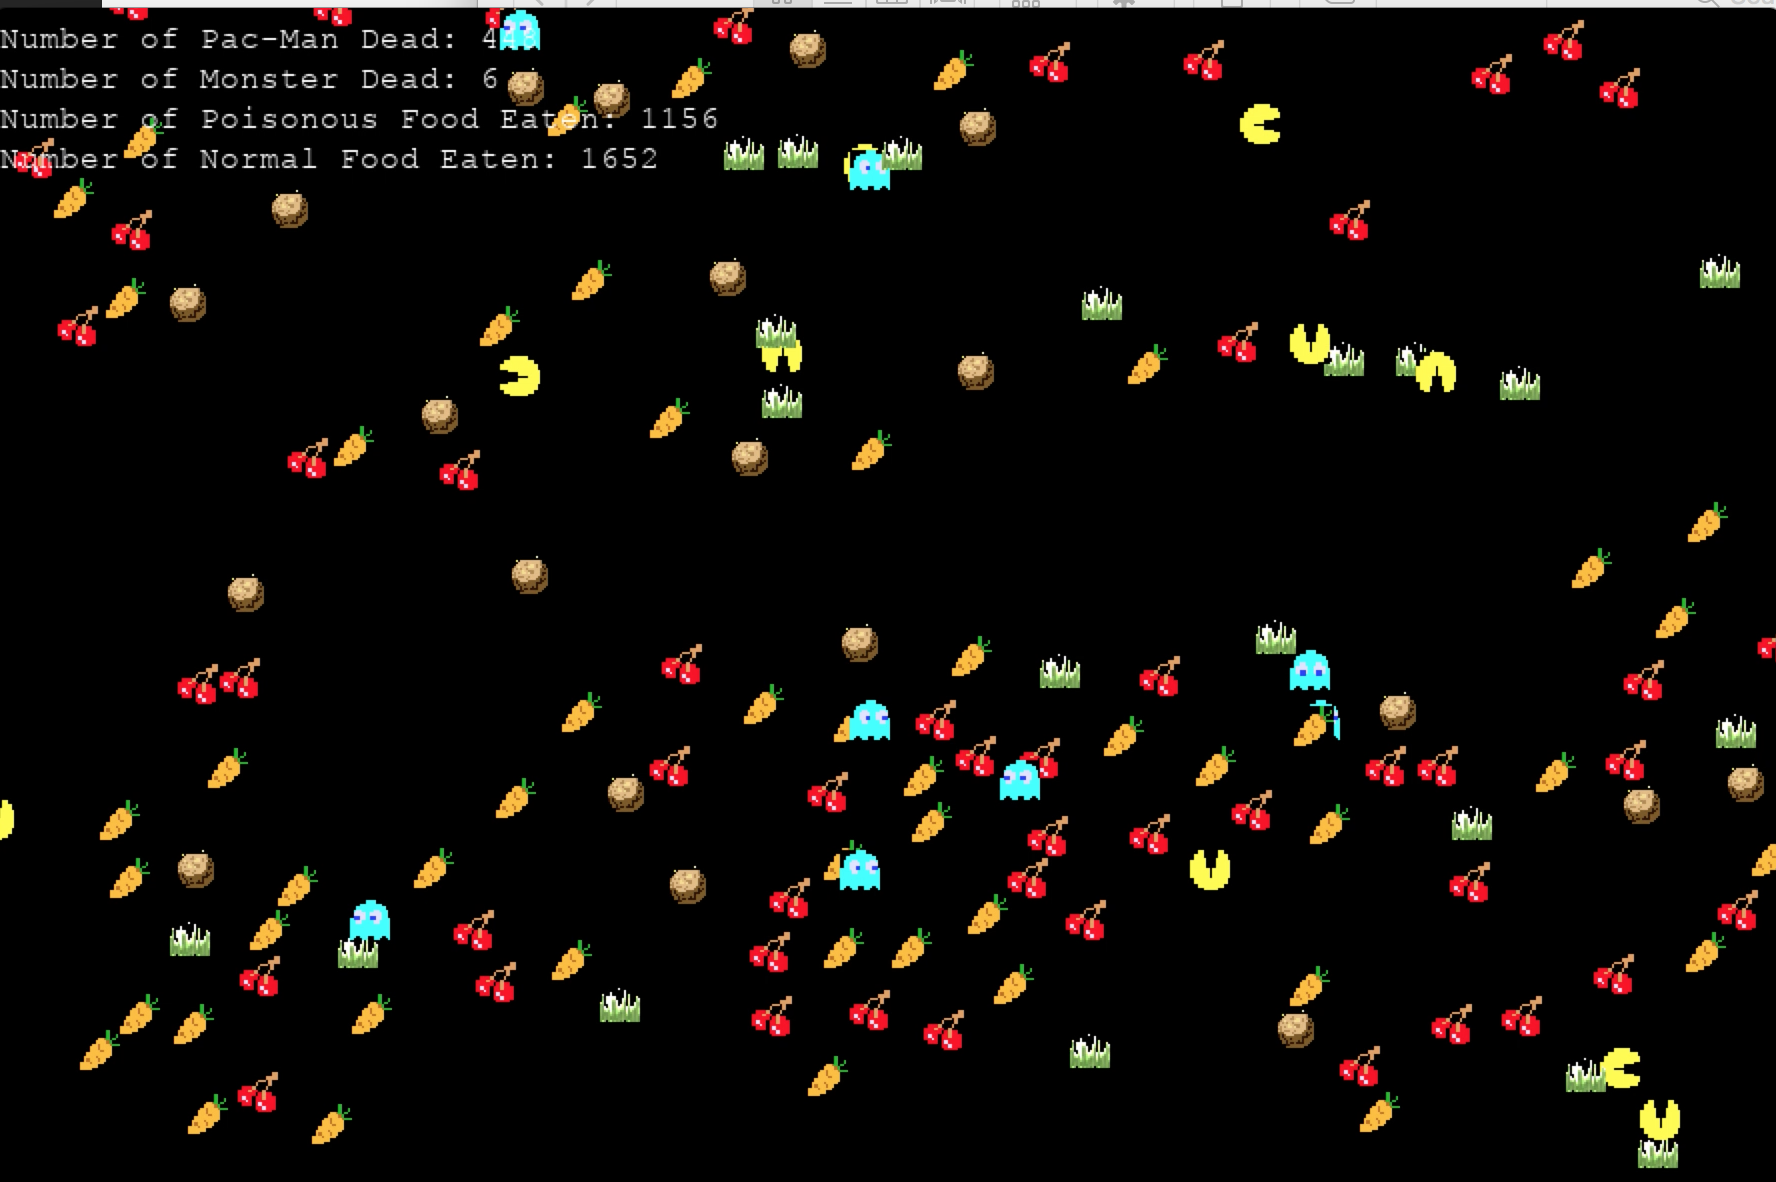 Number of Pac-Man Dead: 4
Number of Monster Dead: 6
Number of Poisonous Food Eaten: 1156
Number of Normal Food Eaten: 1652